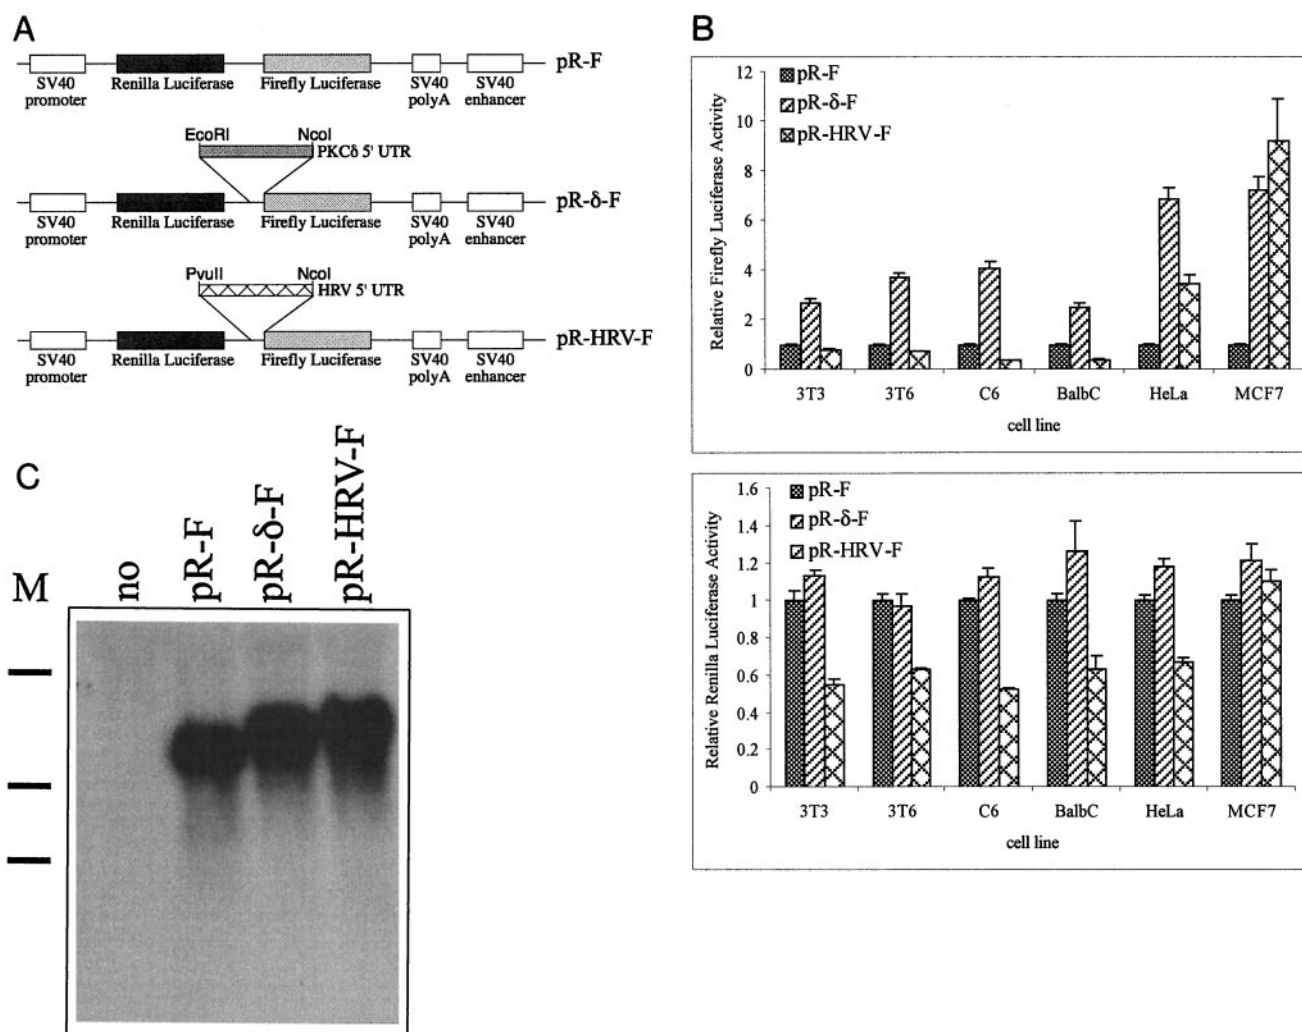 A
pR-F
SV40 promoter
Renilla Luciferase
Firefly Luciferase
SV40 polyA
SV40 enhancer
EcoRI
NcoI
PKCδ 5' UTR
pR-δ-F
SV40 promoter
Renilla Luciferase
Firefly Luciferase
SV40 polyA
SV40 enhancer
PvuII
NcoI
HRV 5' UTR
pR-HRV-F
SV40 promoter
Renilla Luciferase
Firefly Luciferase
SV40 polyA
SV40 enhancer
B
Relative Firefly Luciferase Activity
12
10
8
6
4
2
0
pR-F
pR-δ-F
pR-HRV-F
3T3 3T6 C6 BalbC HeLa MCF7
cell line
Relative Renilla Luciferase Activity
1.6
1.4
1.2
1
0.8
0.6
0.4
0.2
0
pR-F
pR-δ-F
pR-HRV-F
3T3 3T6 C6 BalbC HeLa MCF7
cell line
C
M
no
pR-F
pR-δ-F
pR-HRV-F